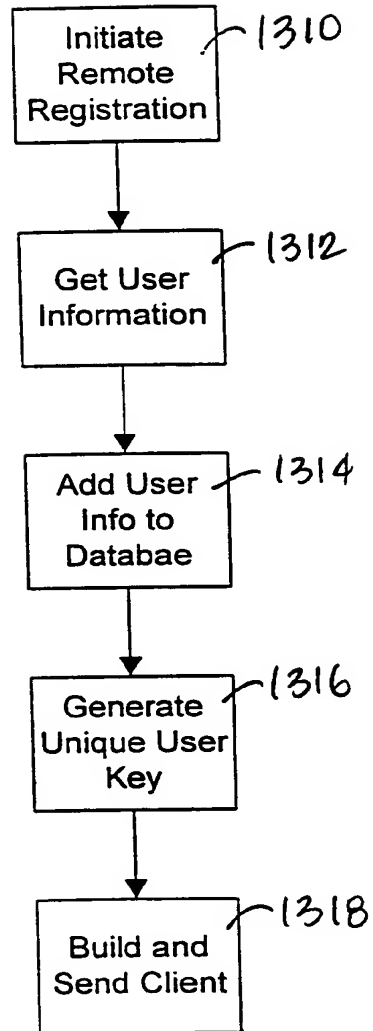 Initiate
Remote
Registration
1310
Get User
Information
1312
Add User
Info to
Databae
1314
Generate
Unique User
Key
1316
Build and
Send Client
1318